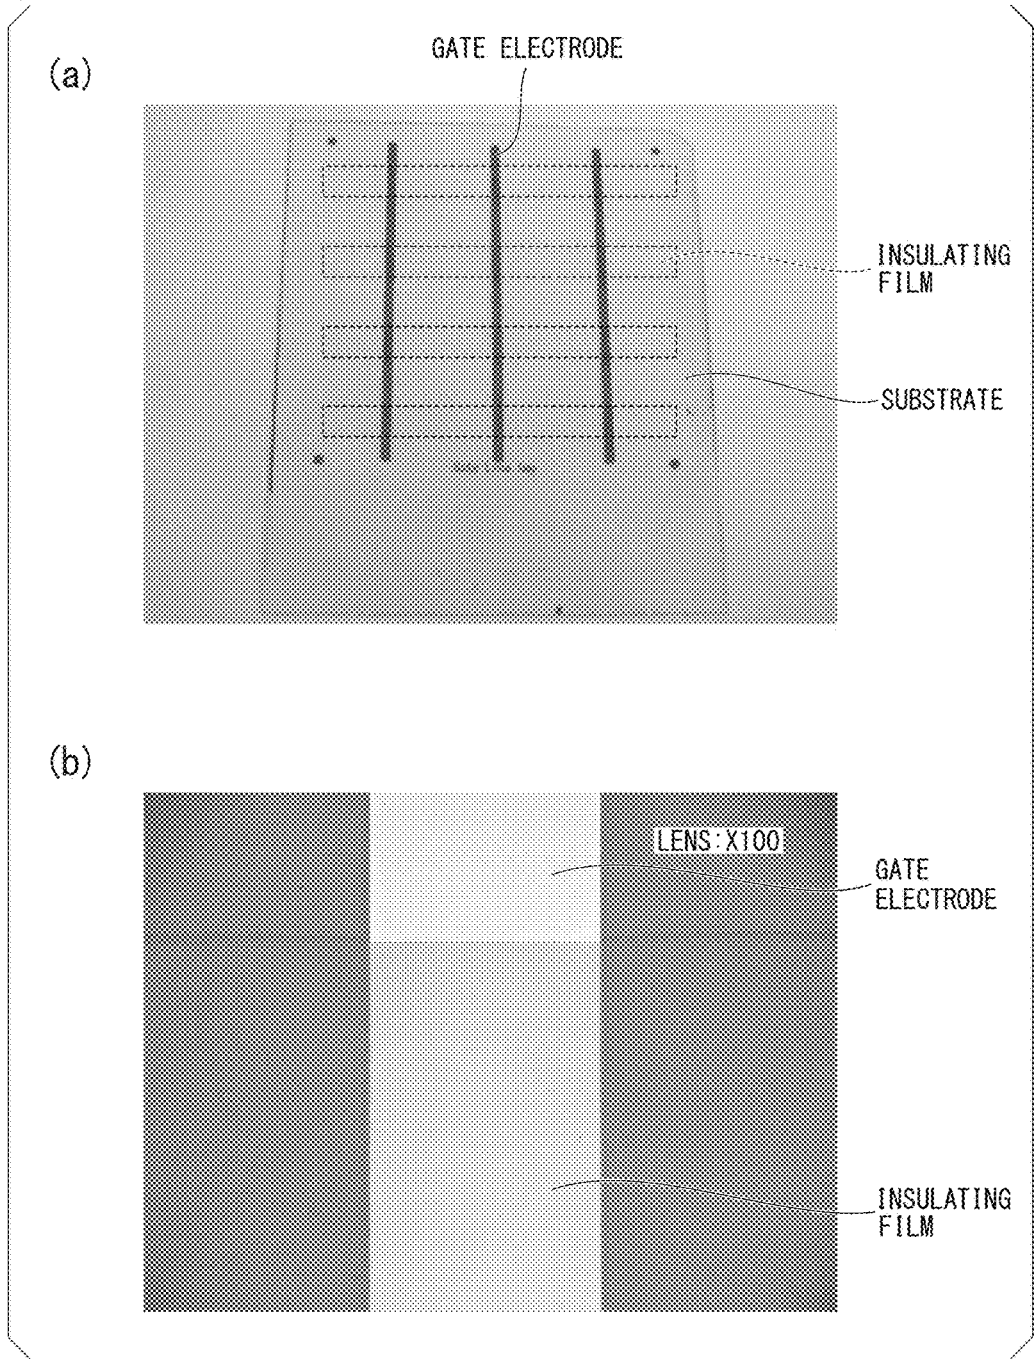 (a)
GATE ELECTRODE
INSULATING
FILM
SUBSTRATE
(b)
LENS:X100
GATE
ELECTRODE
INSULATING
FILM